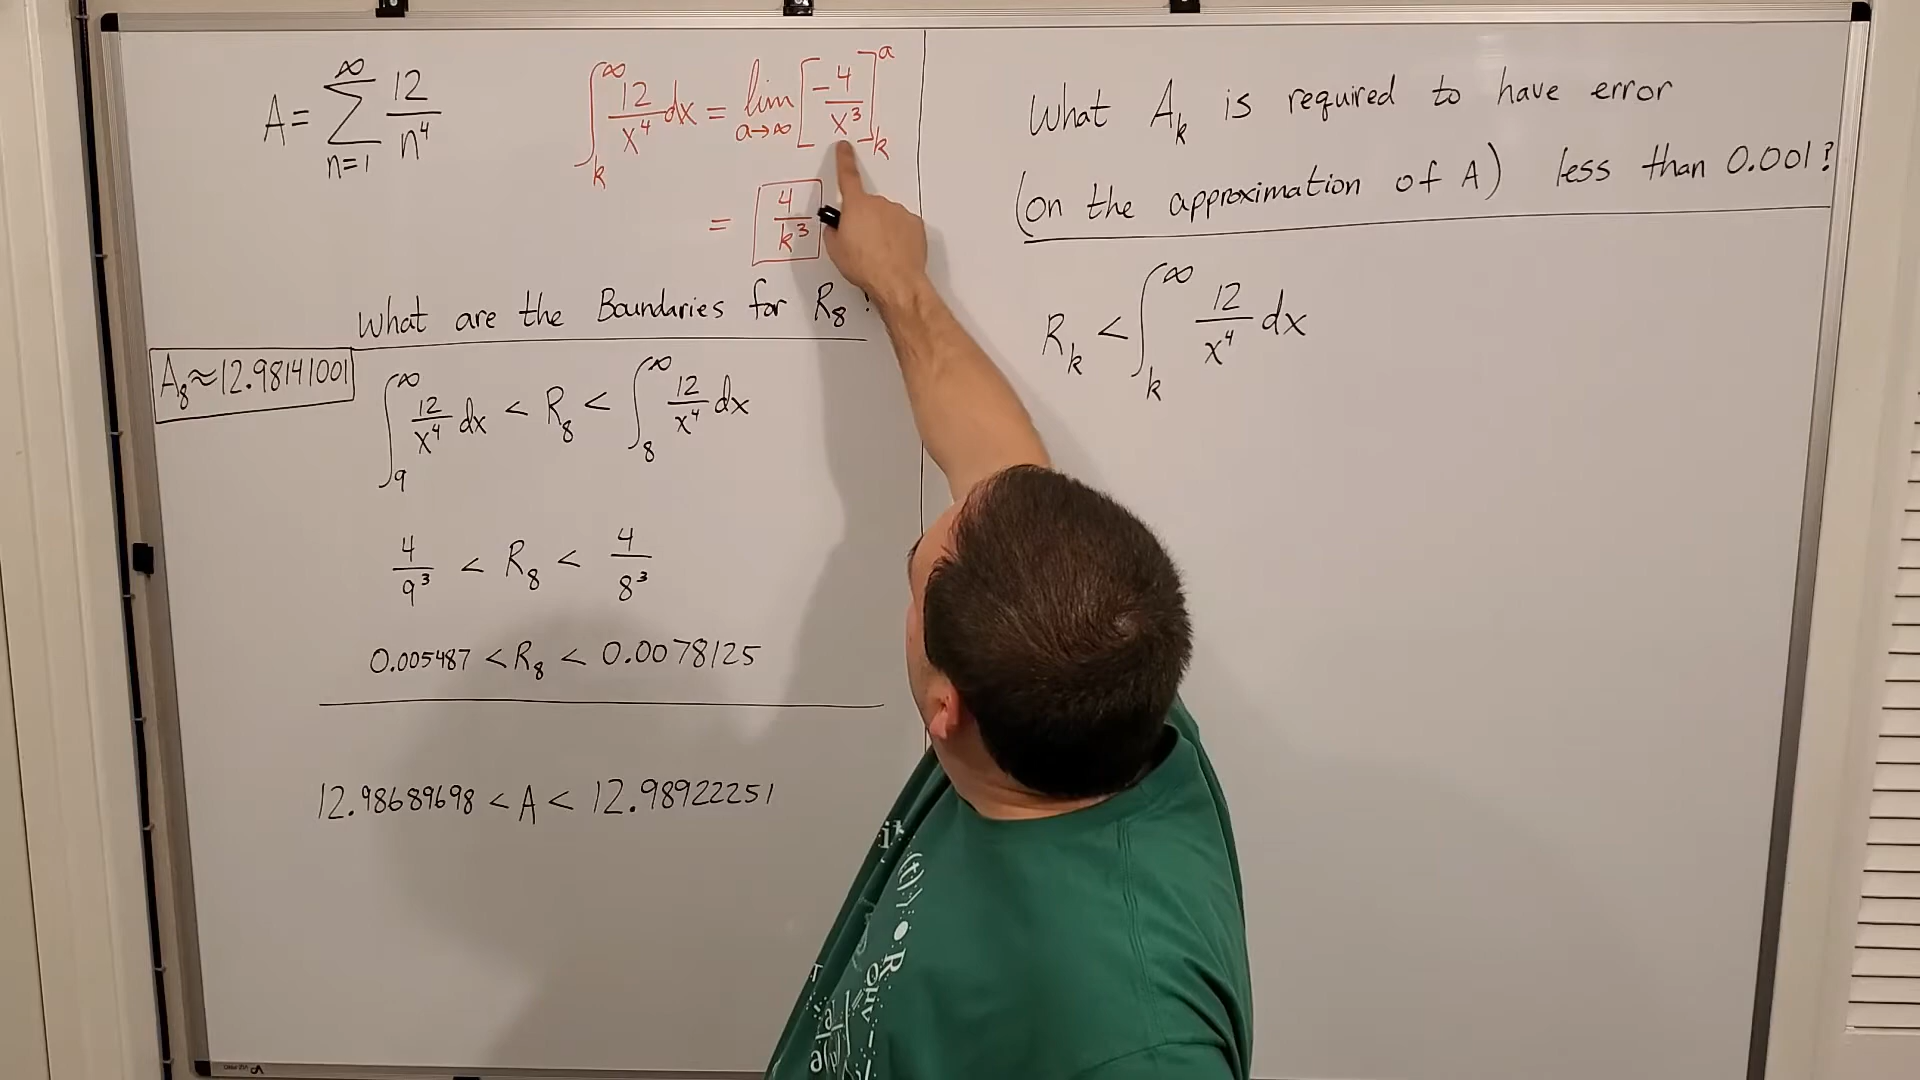 A = ∑_{n=1}^{∞} 12/n⁴
∫_k^∞ 12/x⁴ dx = lim_{a→∞} [-4/x³]_k^a
= 4/k³
What are the Boundaries for R₈ ?
A₈ ≈ 12.98141001
∫_9^∞ 12/x⁴ dx < R₈ < ∫_8^∞ 12/x⁴ dx
4/9³ < R₈ < 4/8³
0.005487 < R₈ < 0.0078125
12.98689698 < A < 12.98922251
What A_k is required to have error
(on the approximation of A) less than 0.001?
R_k < ∫_k^∞ 12/x⁴ dx